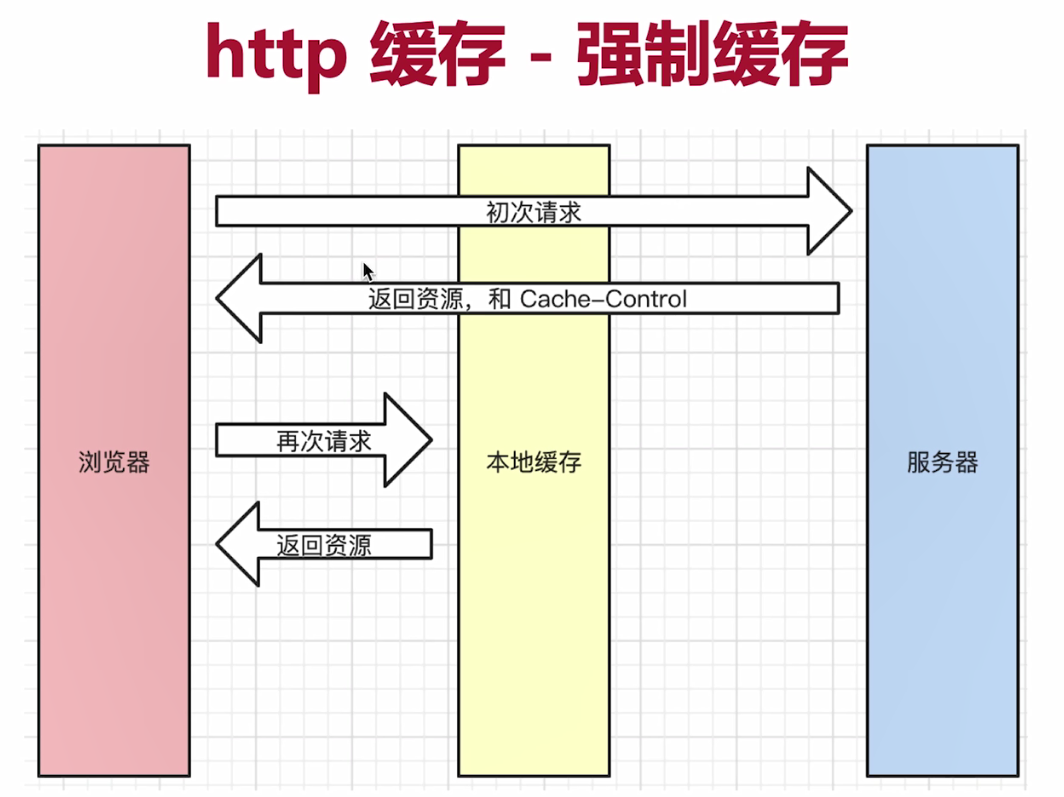 http 缓存 - 强制缓存
初次请求
返回资源，和 Cache-Control
再次请求
浏览器
本地缓存
服务器
返回资源